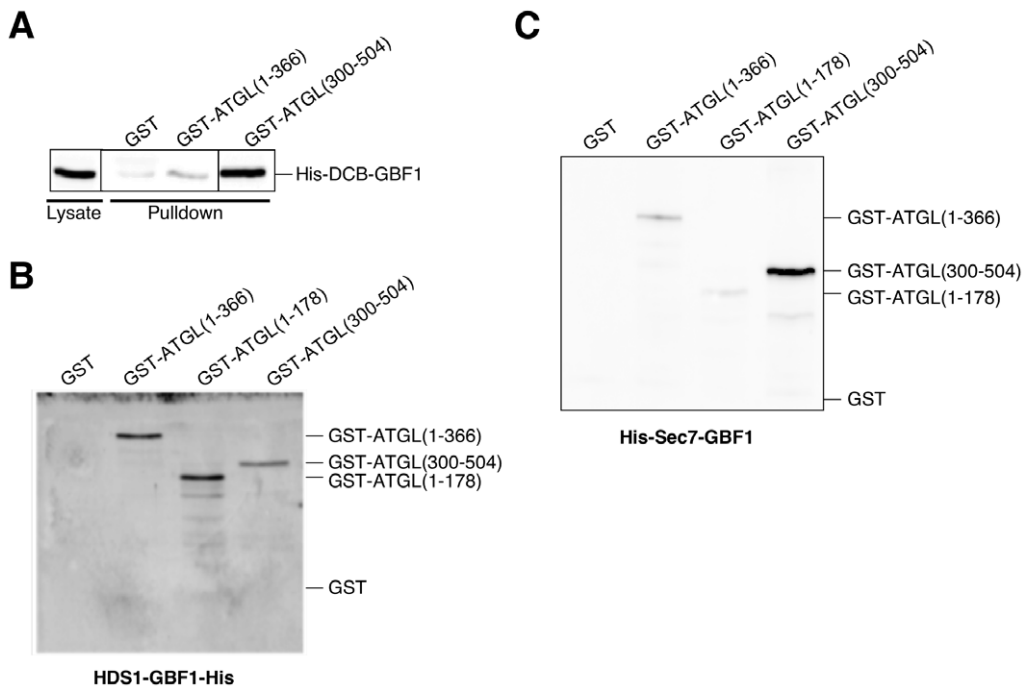 A
GST
GST-ATGL(1-366)
GST-ATGL(300-504)
His-DCB-GBF1
Lysate
Pulldown
B
GST
GST-ATGL(1-366)
GST-ATGL(1-178)
GST-ATGL(300-504)
GST-ATGL(1-366)
GST-ATGL(300-504)
GST-ATGL(1-178)
GST
HDS1-GBF1-His
C
GST
GST-ATGL(1-366)
GST-ATGL(1-178)
GST-ATGL(300-504)
GST-ATGL(1-366)
GST-ATGL(300-504)
GST-ATGL(1-178)
GST
His-Sec7-GBF1